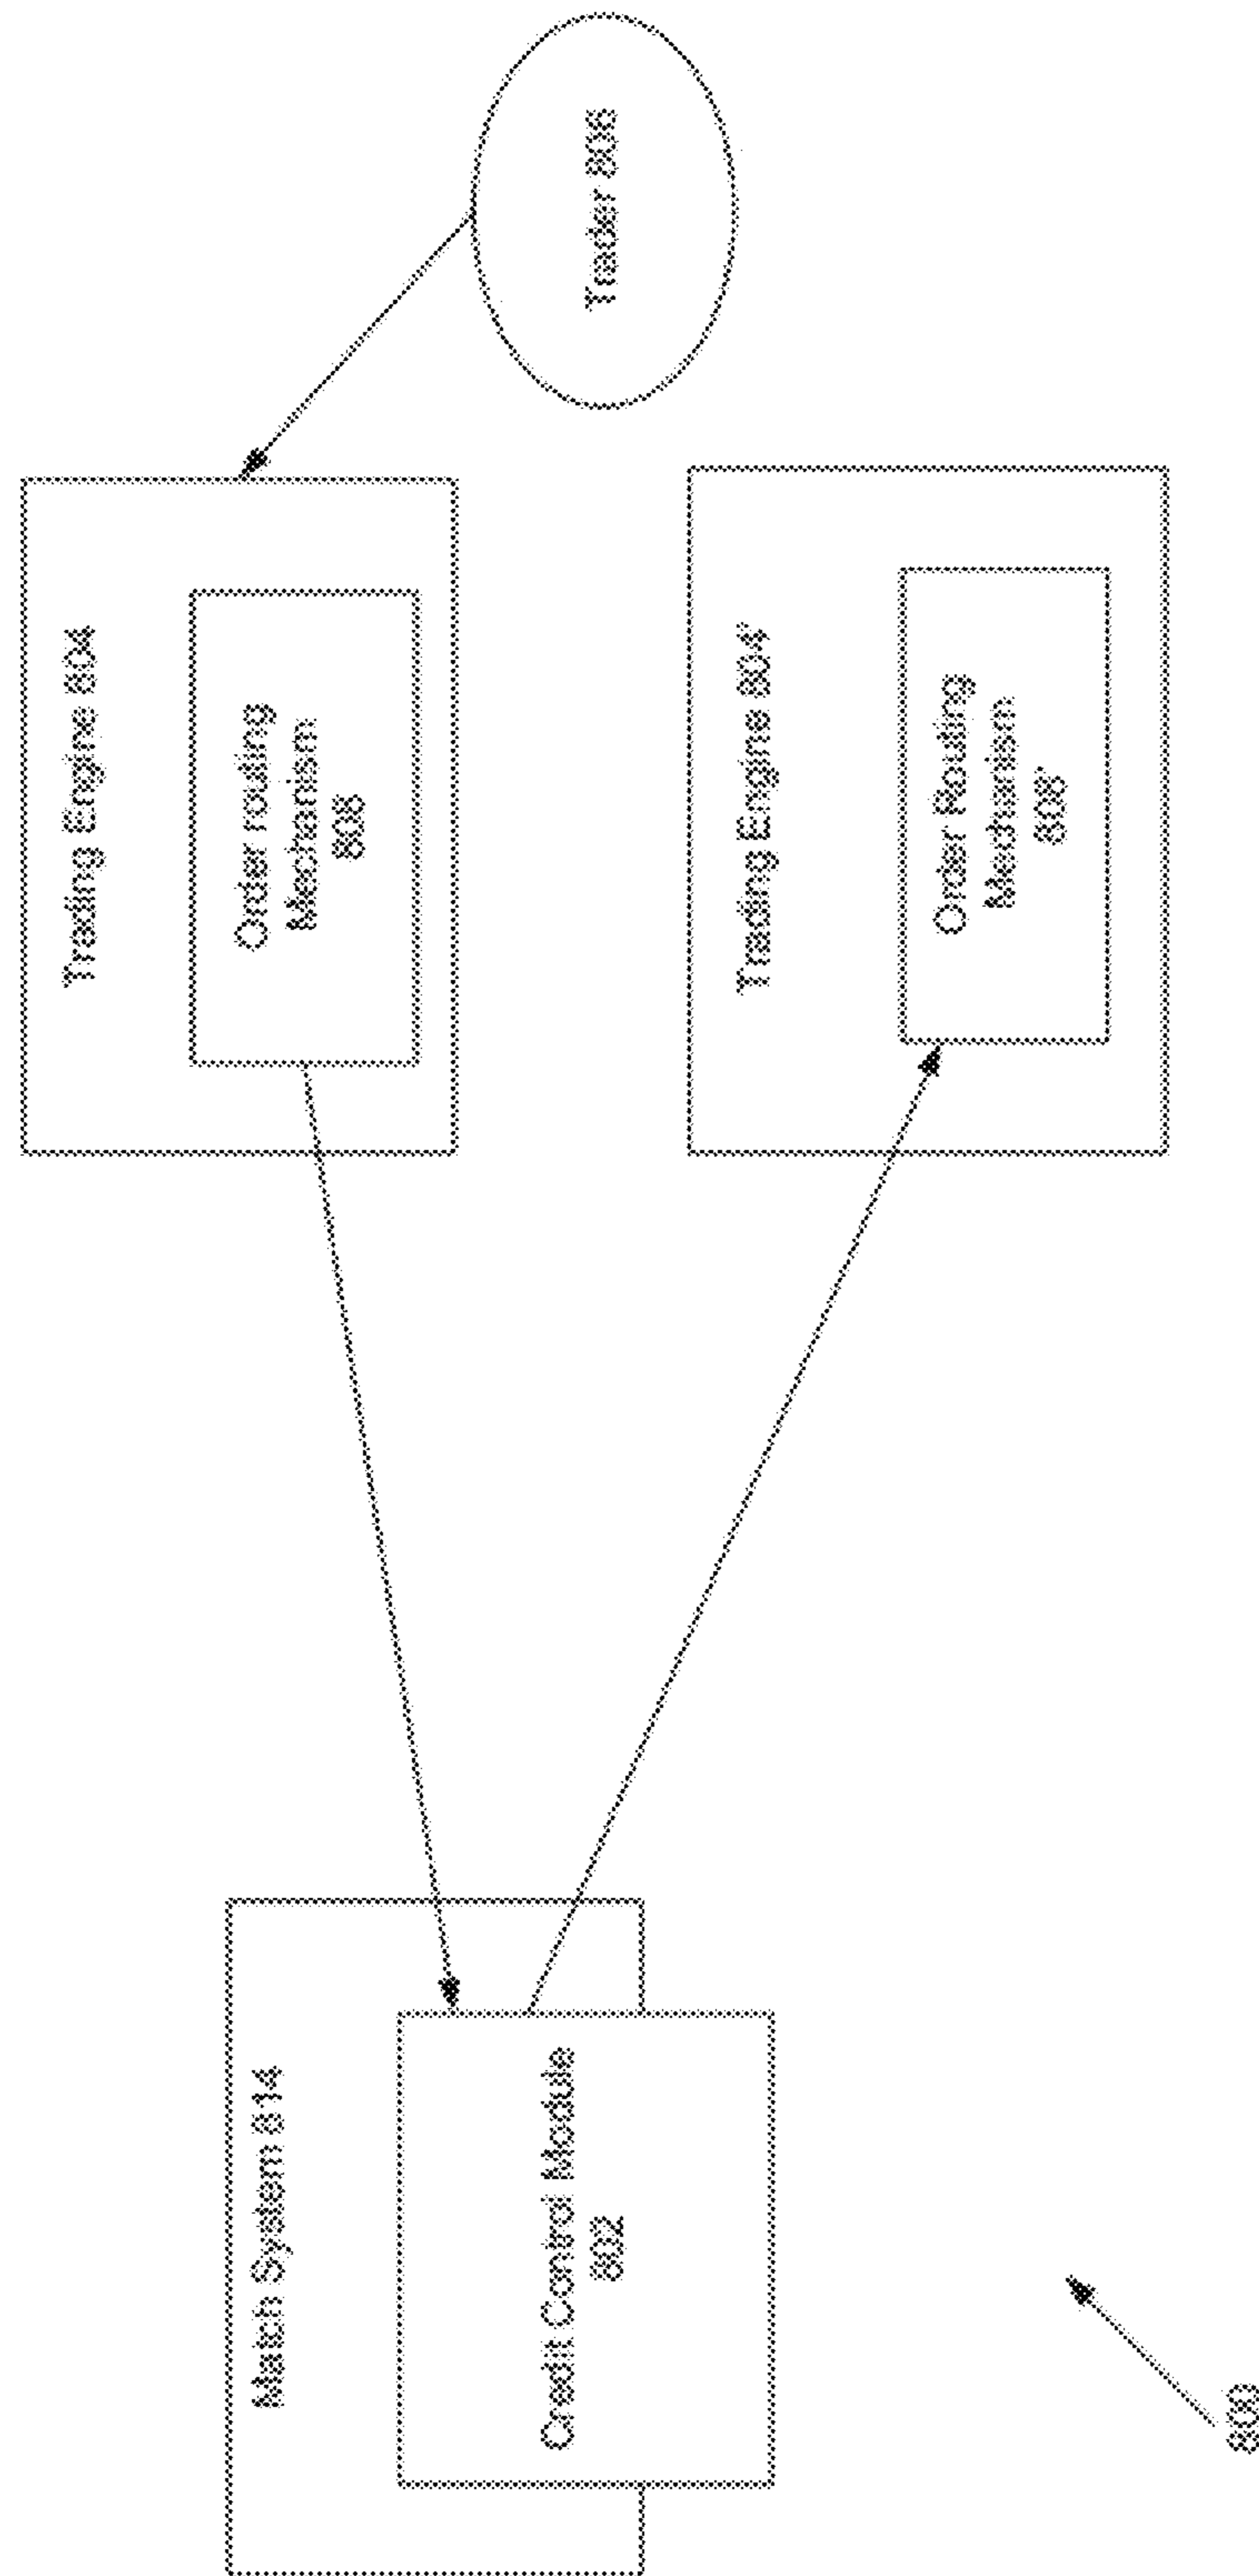 Match System 814
Credit Control Module
802
Trading Engine 804
Order routing
Mechanism
808
Trader 806
Trading Engine 804'
Order Routing
Mechanism
808'
800